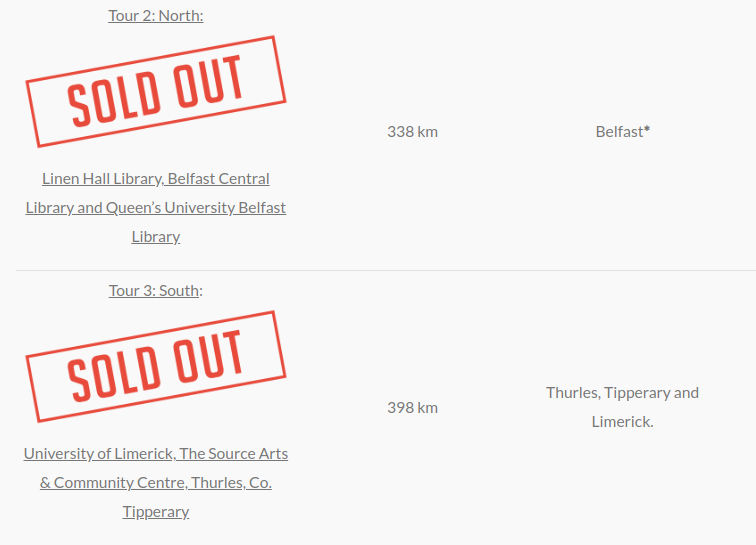 Tour 2: North:
SOLD OUT
338 km
Belfast*
Linen Hall Library, Belfast Central
Library and Queen's University Belfast
Library
Tour 3: South:
SOLD OUT
398 km
Thurles, Tipperary and
Limerick.
University of Limerick, The Source Arts
& Community Centre, Thurles, Co.
Tipperary